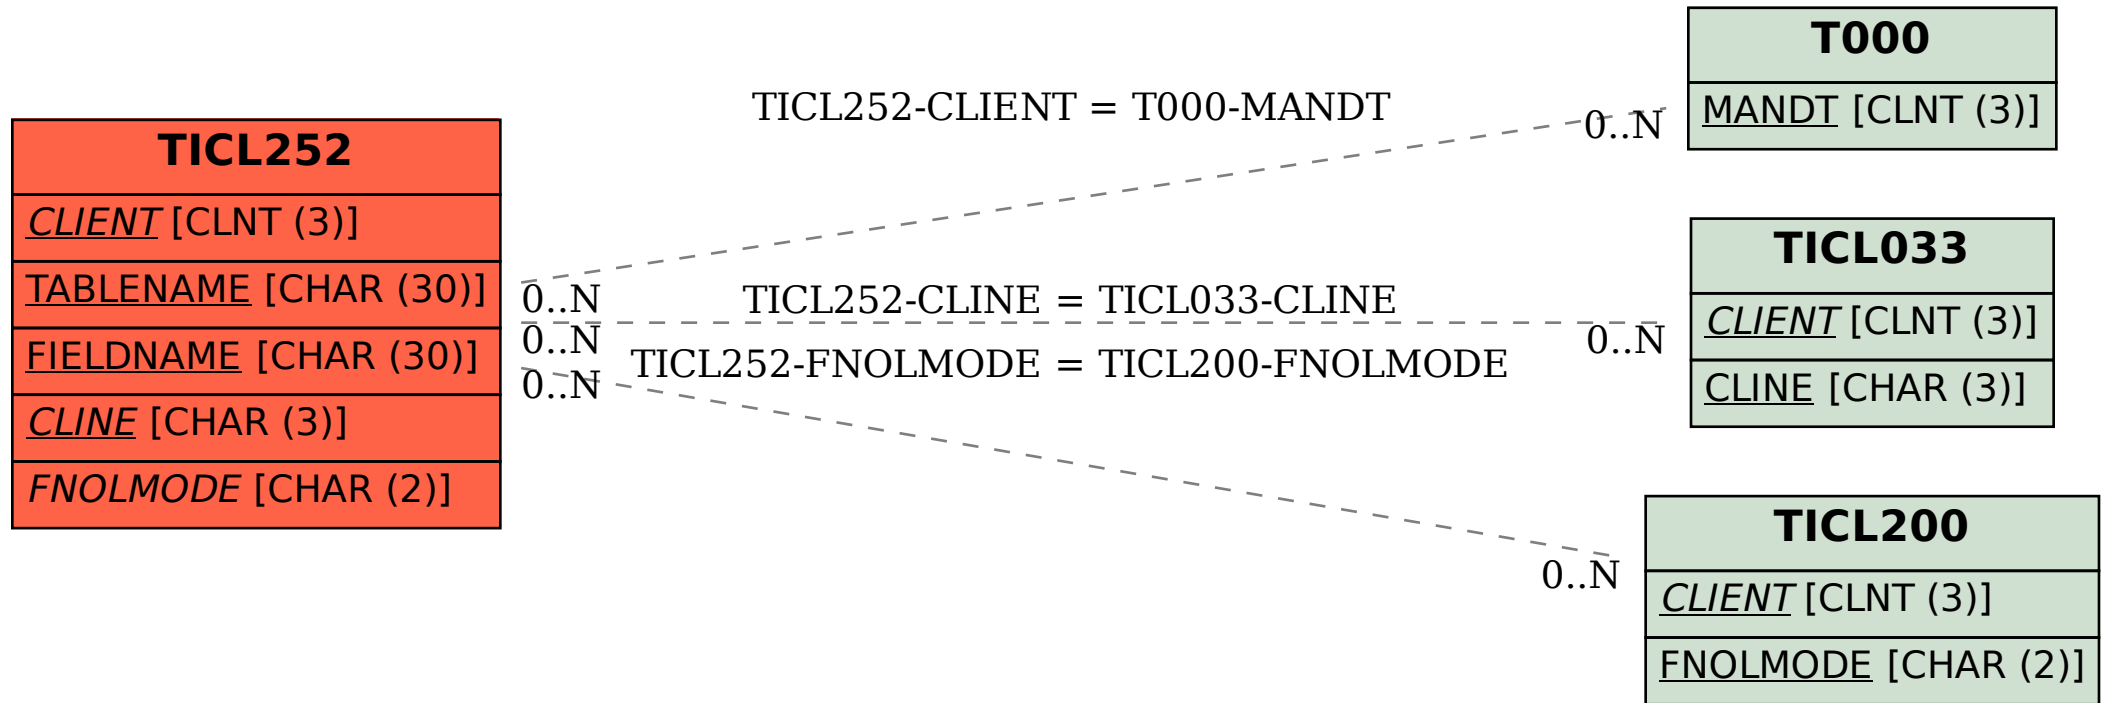 TICL252
CLIENT [CLNT (3)]
TABLENAME [CHAR (30)]
FIELDNAME [CHAR (30)]
CLINE [CHAR (3)]
FNOLMODE [CHAR (2)]
TICL252-CLIENT = T000-MANDT
0..N
0..N
TICL252-CLINE = TICL033-CLINE
0..N
0..N
TICL252-FNOLMODE = TICL200-FNOLMODE
0..N
0..N
T000
MANDT [CLNT (3)]
TICL033
CLIENT [CLNT (3)]
CLINE [CHAR (3)]
TICL200
CLIENT [CLNT (3)]
FNOLMODE [CHAR (2)]